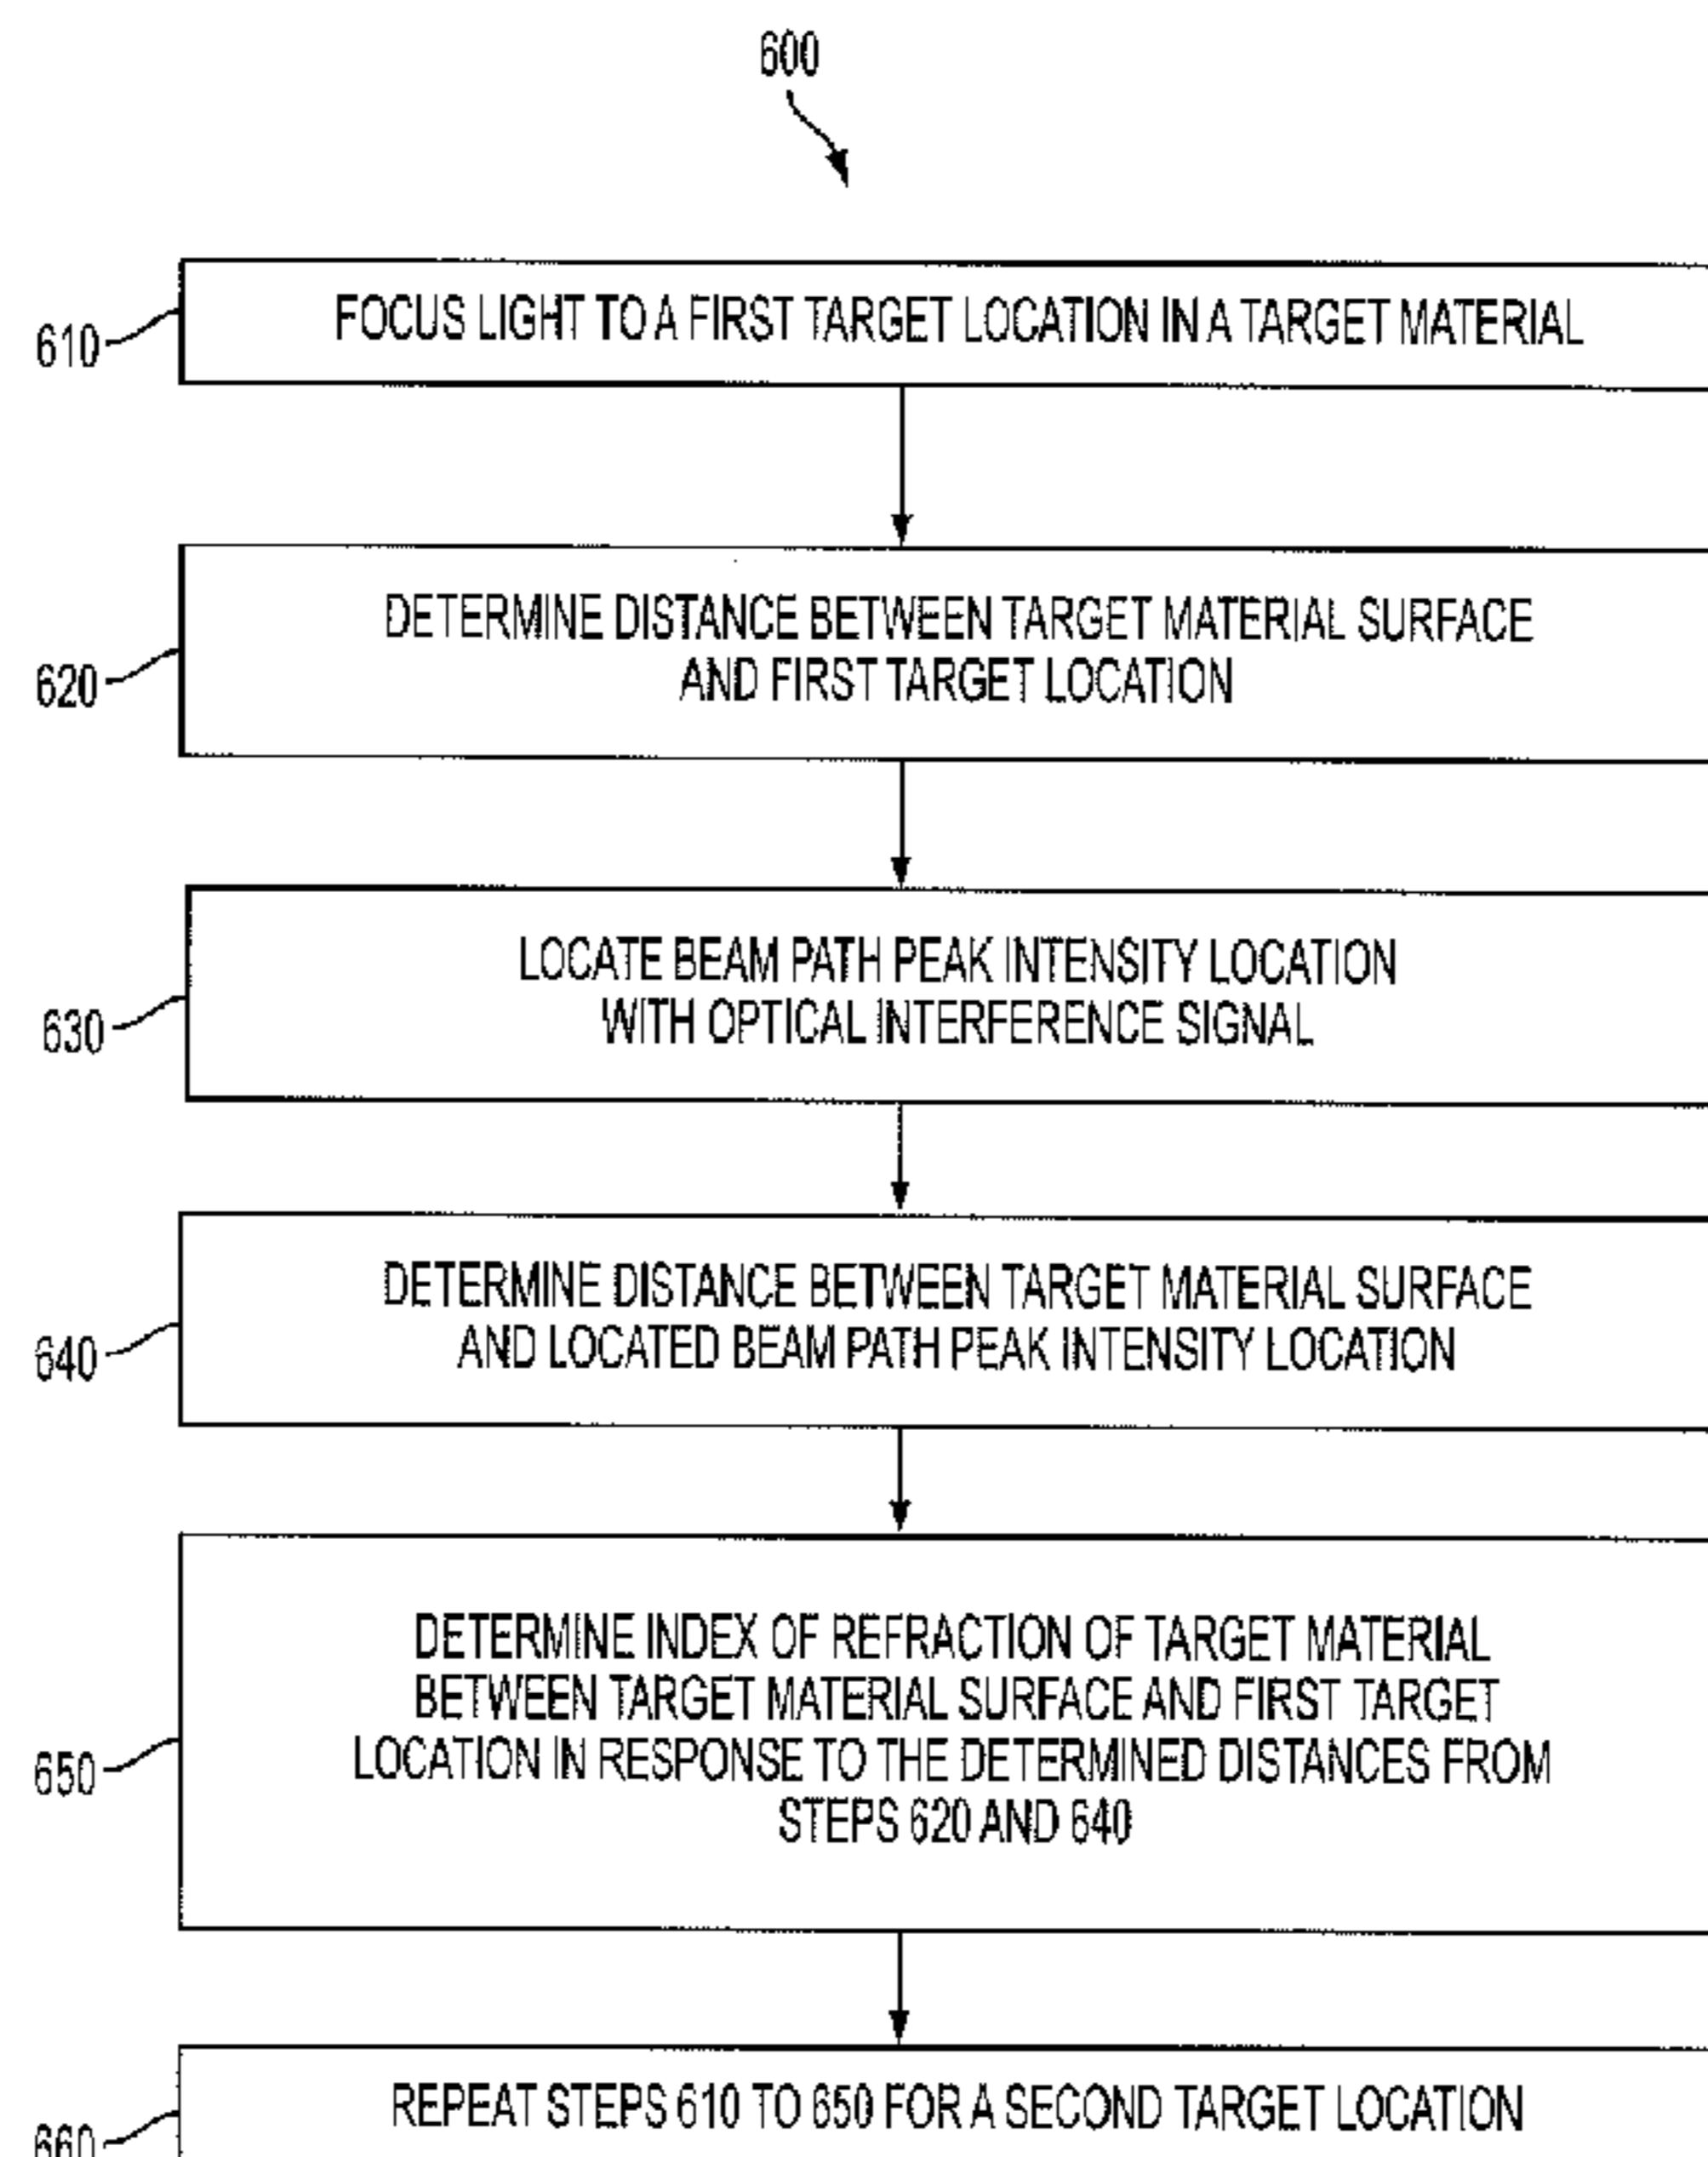 600
610
FOCUS LIGHT TO A FIRST TARGET LOCATION IN A TARGET MATERIAL
620
DETERMINE DISTANCE BETWEEN TARGET MATERIAL SURFACE
AND FIRST TARGET LOCATION
630
LOCATE BEAM PATH PEAK INTENSITY LOCATION
WITH OPTICAL INTERFERENCE SIGNAL
640
DETERMINE DISTANCE BETWEEN TARGET MATERIAL SURFACE
AND LOCATED BEAM PATH PEAK INTENSITY LOCATION
650
DETERMINE INDEX OF REFRACTION OF TARGET MATERIAL
BETWEEN TARGET MATERIAL SURFACE AND FIRST TARGET
LOCATION IN RESPONSE TO THE DETERMINED DISTANCES FROM
STEPS 620 AND 640
660
REPEAT STEPS 610 TO 650 FOR A SECOND TARGET LOCATION